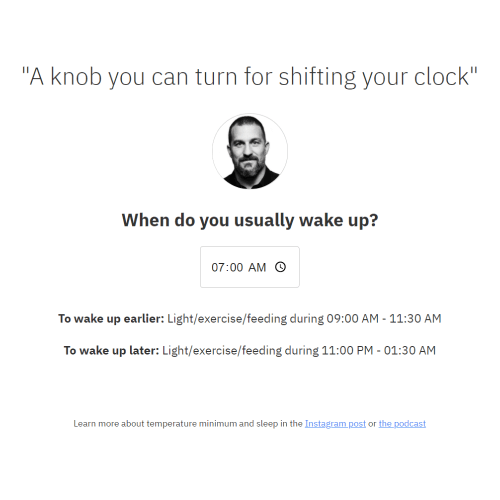 "A knob you can turn for shifting your clock"
When do you usually wake up?
07:00 AM
To wake up earlier: Light/exercise/feeding during 09:00 AM - 11:30 AM
To wake up later: Light/exercise/feeding during 11:00 PM - 01:30 AM
Learn more about temperature minimum and sleep in the Instagram post or the podcast